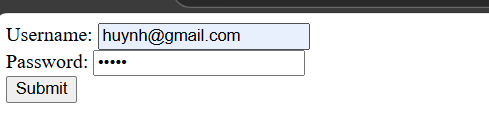 Username: huynh@gmail.com
Password: •••••
Submit